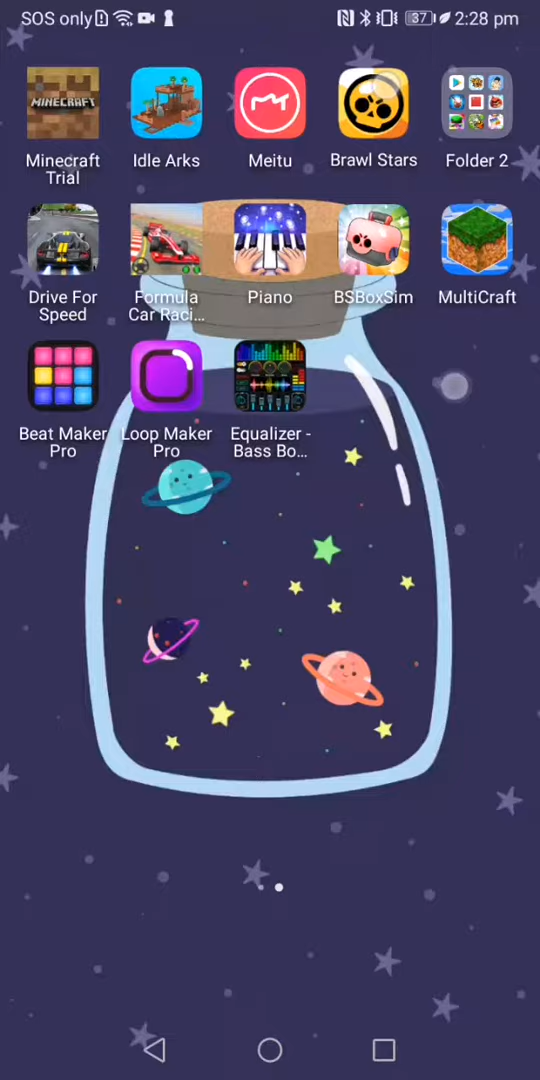 SOS only 37 2:28 pm
MINECRAFT
Minecraft Trial
Idle Arks
Meitu
Brawl Stars
Folder 2
Drive For Speed
Formula Car Raci...
Piano
BSBoxSim
MultiCraft
Beat Maker Pro
Loop Maker Pro
Equalizer - Bass Bo...